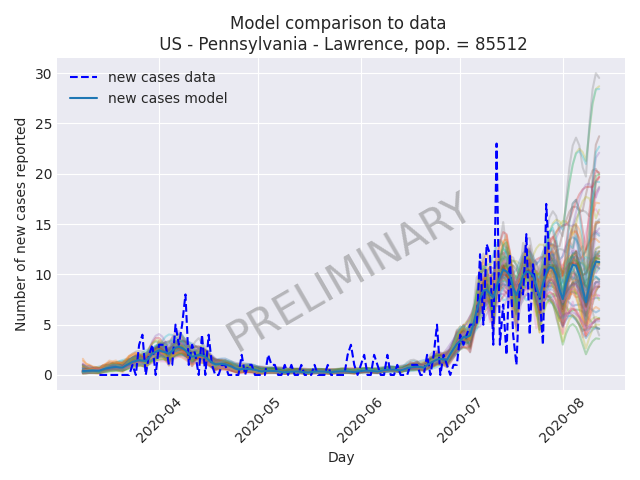 Model comparison to data
US - Pennsylvania - Lawrence, pop. = 85512
30
25
20
15
10
5
0
Number of new cases reported
new cases data
new cases model
PRELIMINARY
2020-04
2020-05
2020-06
2020-07
2020-08
Day